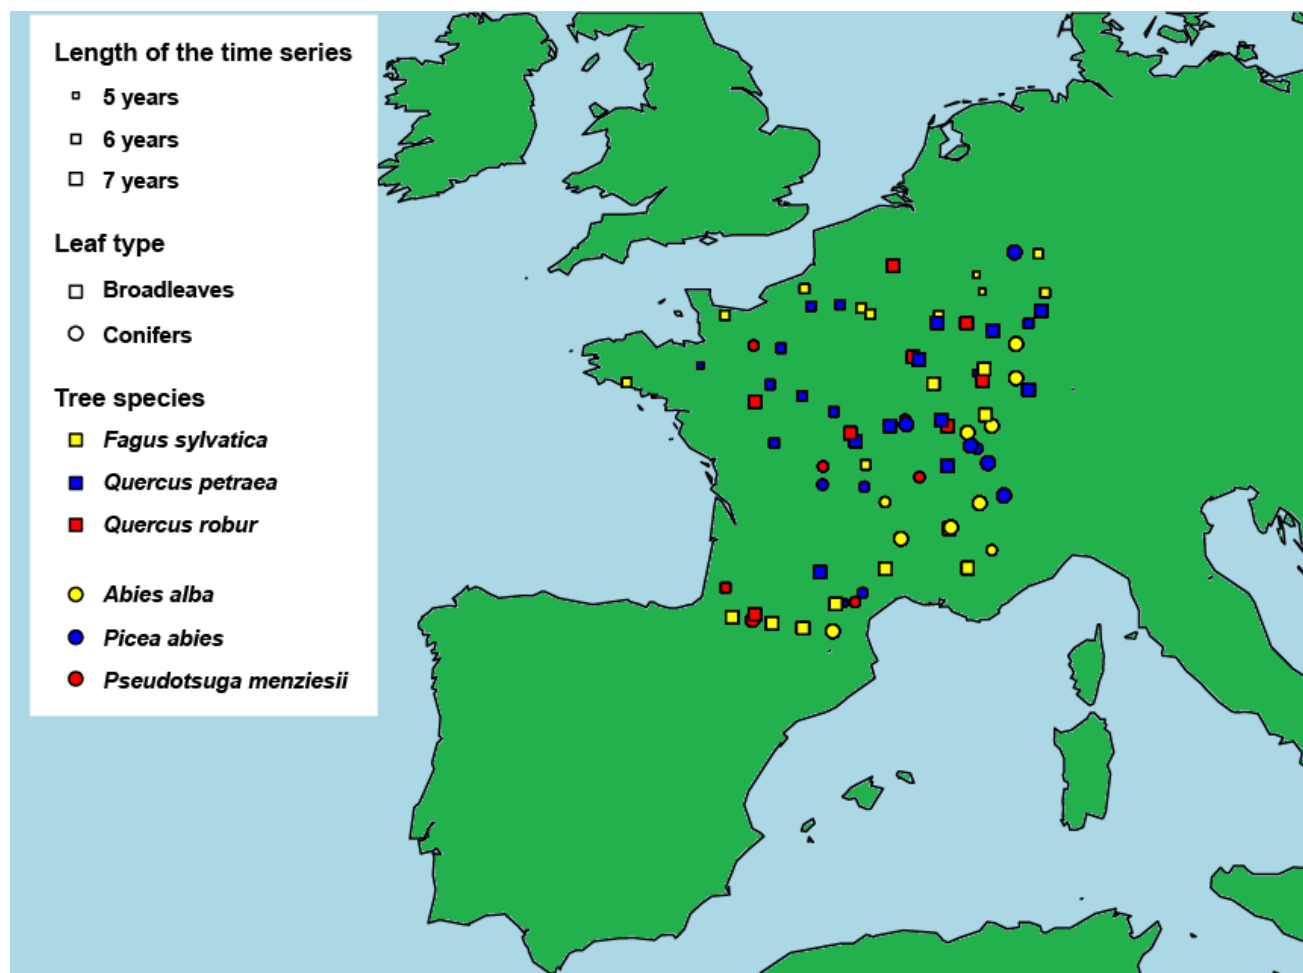 Length of the time series
5 years
6 years
7 years
Leaf type
Broadleaves
Conifers
Tree species
Fagus sylvatica
Quercus petraea
Quercus robur
Abies alba
Picea abies
Pseudotsuga menziesii